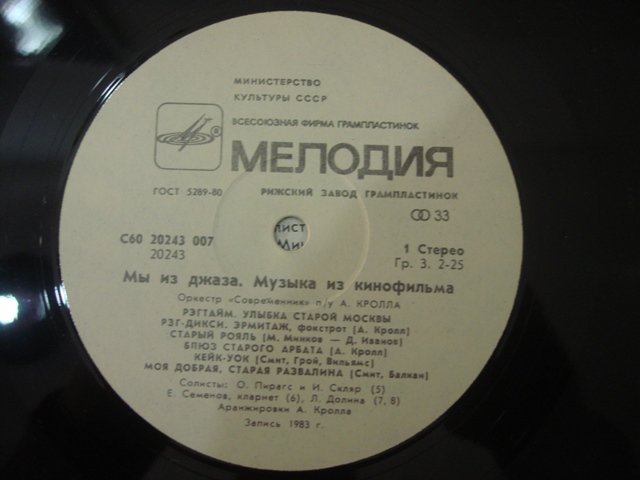 МИНИСТЕРСТВО
КУЛЬТУРЫ СССР
ВСЕСОЮЗНАЯ ФИРМА ГРАМПЛАСТИНОК
МЕЛОДИЯ
ГОСТ 5289-80 РИЖСКИЙ ЗАВОД ГРАМПЛАСТИНОК
33
С60 20243 007 1 Стерео
20243 Гр. 3. 2-25
Мы из джаза. Музыка из кинофильма
Оркестр «Современник» п/у А. КРОЛЛА
РЭГТАЙМ. УЛЫБКА СТАРОЙ МОСКВЫ
РЭГ-ДИКСИ. ЭРМИТАЖ, фокстрот (А. Кролл)
СТАРЫЙ РОЯЛЬ (М. Минков — Д. Иванов)
БЛЮЗ СТАРОГО АРБАТА (А. Кролл)
КЕЙК-УОК (Смит, Грой, Вильямс)
МОЯ ДОБРАЯ, СТАРАЯ РАЗВАЛИНА (Смит, Балкан)
Солисты: О. Пирагс и И. Скляр (5)
Е. Семенов, кларнет (6), Л. Долина (7, 8)
Аранжировки А. Кролла
Запись 1983 г.